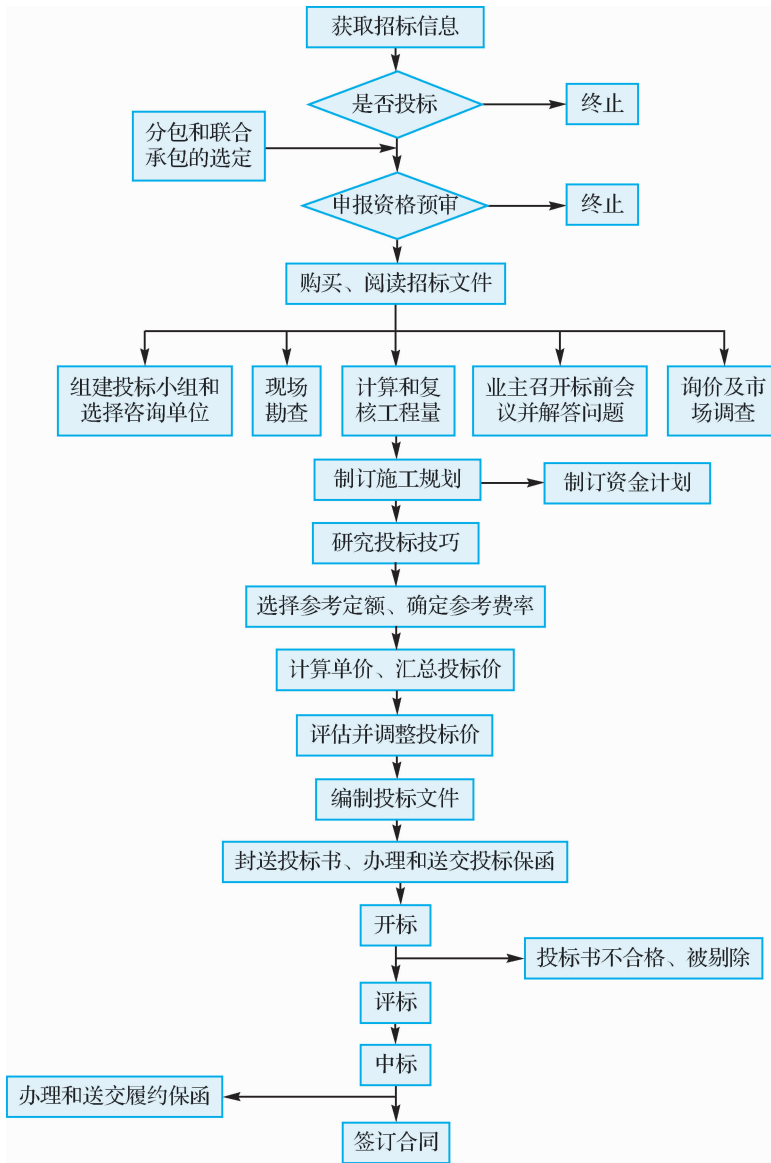 获取招标信息
是否投标
终止
分包和联合
承包的选定
申报资格预审
终止
购买、阅读招标文件
组建投标小组和
选择咨询单位
现场
勘查
计算和复
核工程量
业主召开标前会
议并解答问题
询价及市
场调查
制订施工规划
制订资金计划
研究投标技巧
选择参考定额、确定参考费率
计算单价、汇总投标价
评估并调整投标价
编制投标文件
封送投标书、办理和送交投标保函
开标
投标书不合格、被剔除
评标
中标
办理和送交履约保函
签订合同